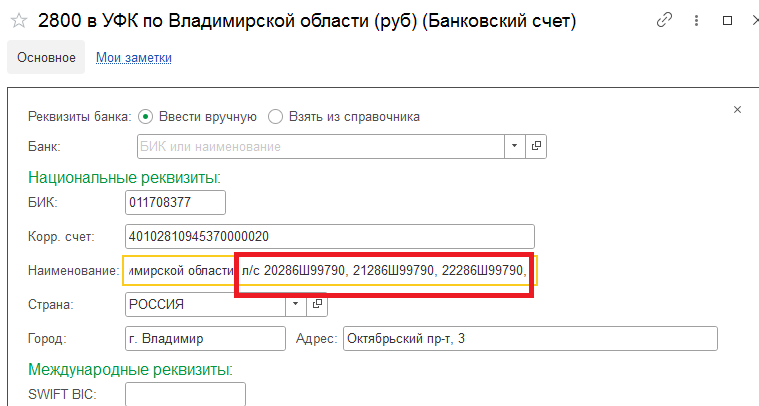 2800 в УФК по Владимирской области (руб) (Банковский счет)
Основное Мои заметки
Реквизиты банка: Ввести вручную Взять из справочника
Банк: БИК или наименование
Национальные реквизиты:
БИК: 011708377
Корр. счет: 40102810945370000020
Наименование: имирской области л/с 20286Ш99790, 21286Ш99790, 22286Ш99790,
Страна: РОССИЯ
Город: г. Владимир Адрес: Октябрьский пр-т, 3
Международные реквизиты:
SWIFT BIC: